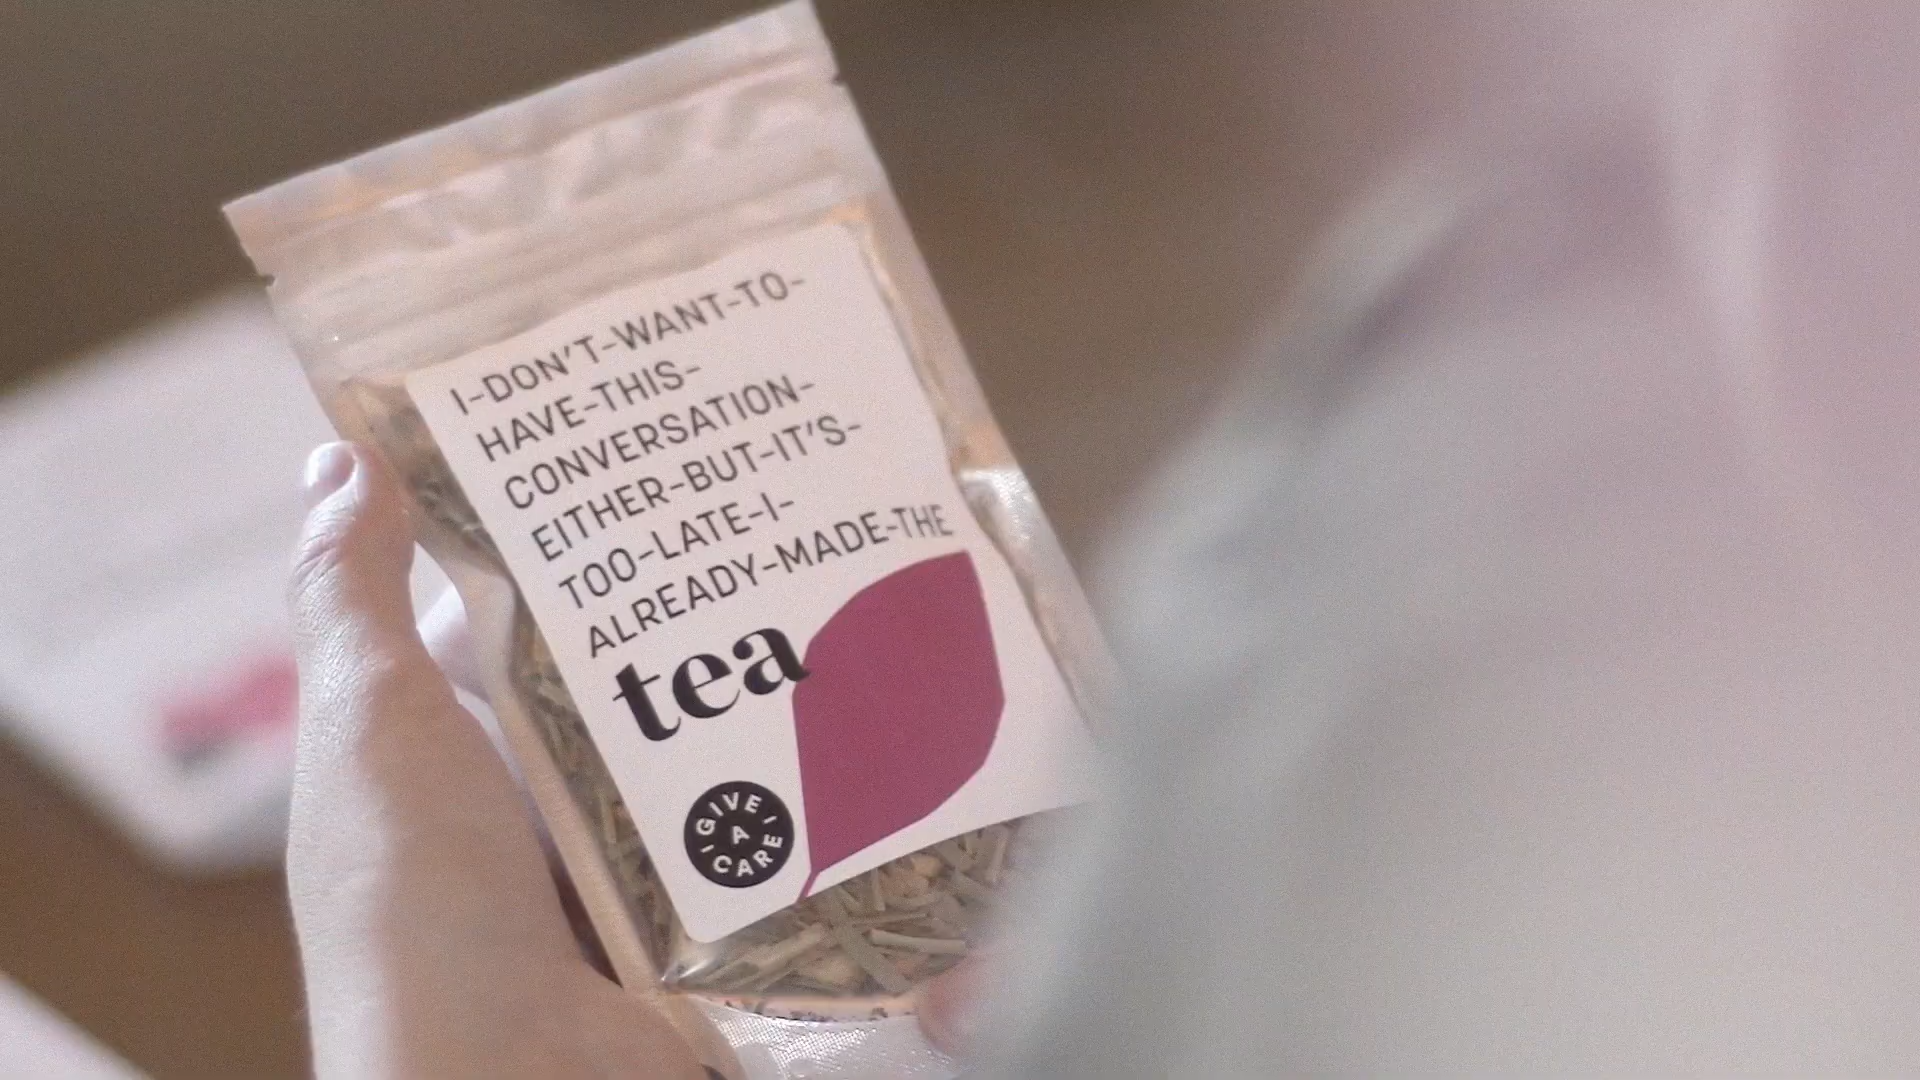 I-DON'T-WANT-TO-
HAVE-THIS-
CONVERSATION-
EITHER-BUT-IT'S-
TOO-LATE-I-
ALREADY-MADE-THE
tea
GIVE
A
CARE